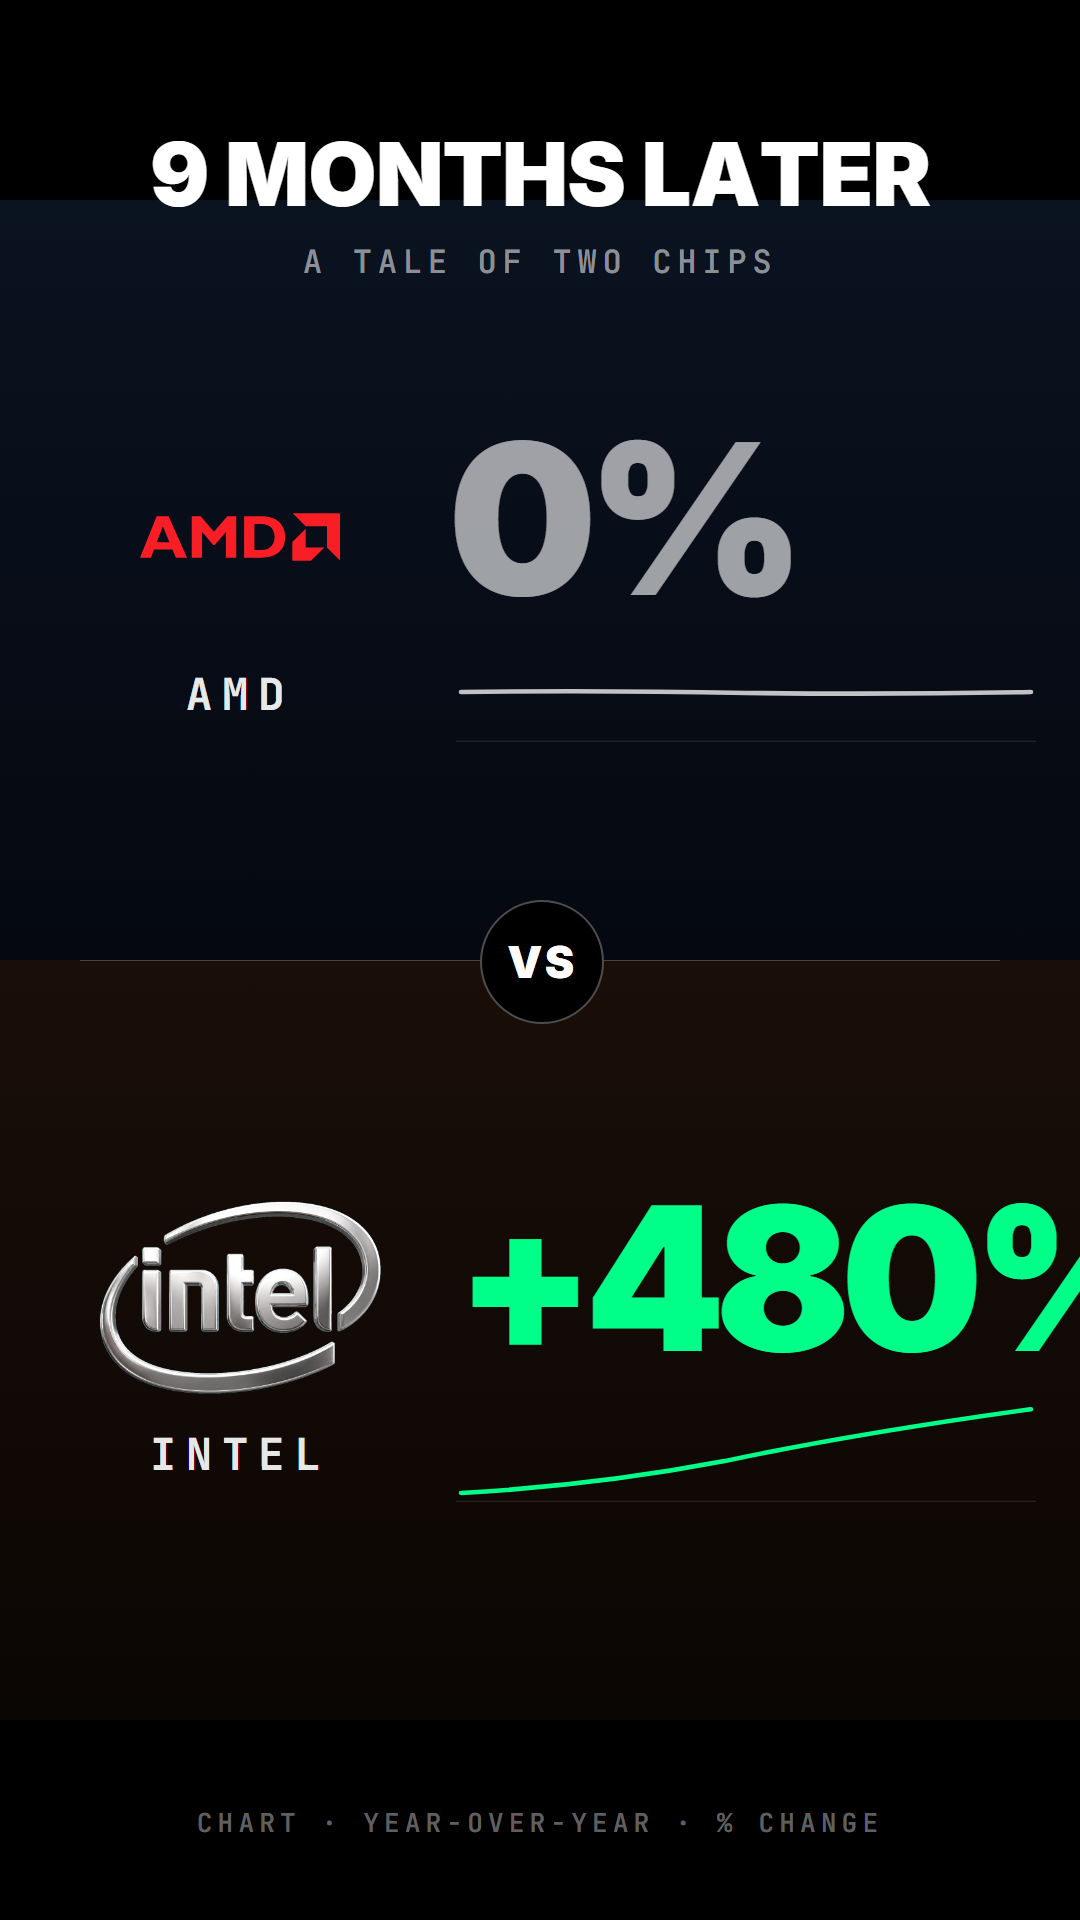 9 MONTHS LATER
A TALE OF TWO CHIPS
0%
AMD
AMD
VS
+480%
intel
INTEL
CHART · YEAR-OVER-YEAR · % CHANGE